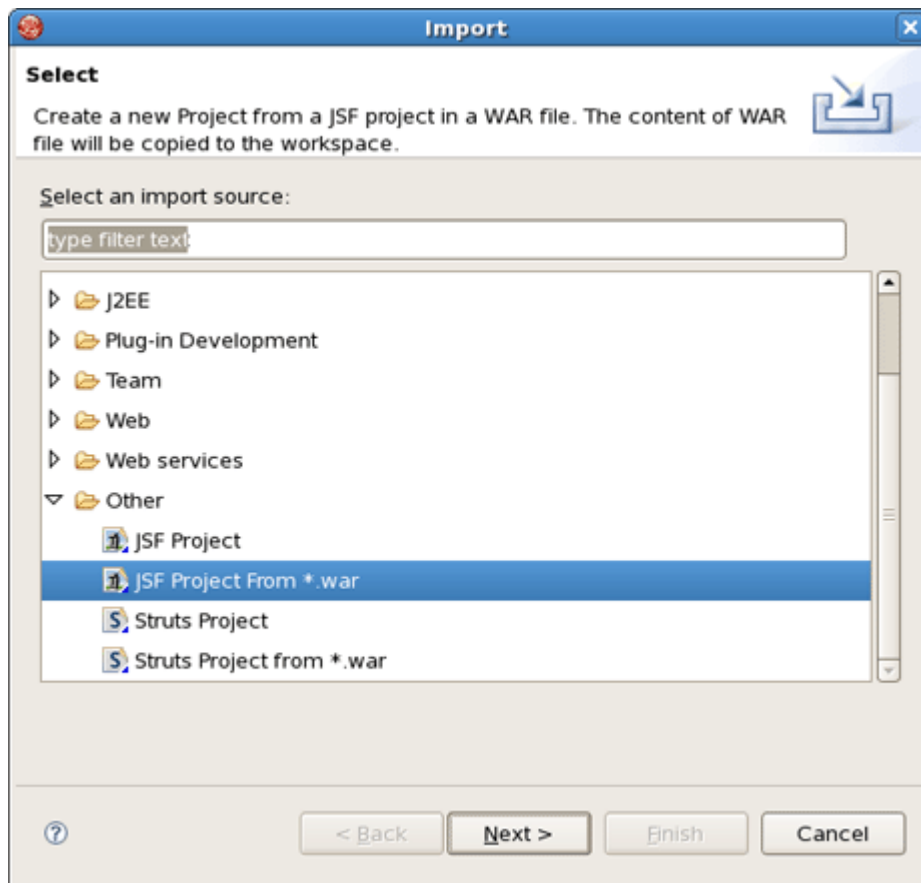 Import
Select
Create a new Project from a JSF project in a WAR file. The content of WAR
file will be copied to the workspace.
Select an import source:
type filter text
J2EE
Plug-in Development
Team
Web
Web services
Other
JSF Project
JSF Project From *.war
Struts Project
Struts Project from *.war
< Back Next > Finish Cancel